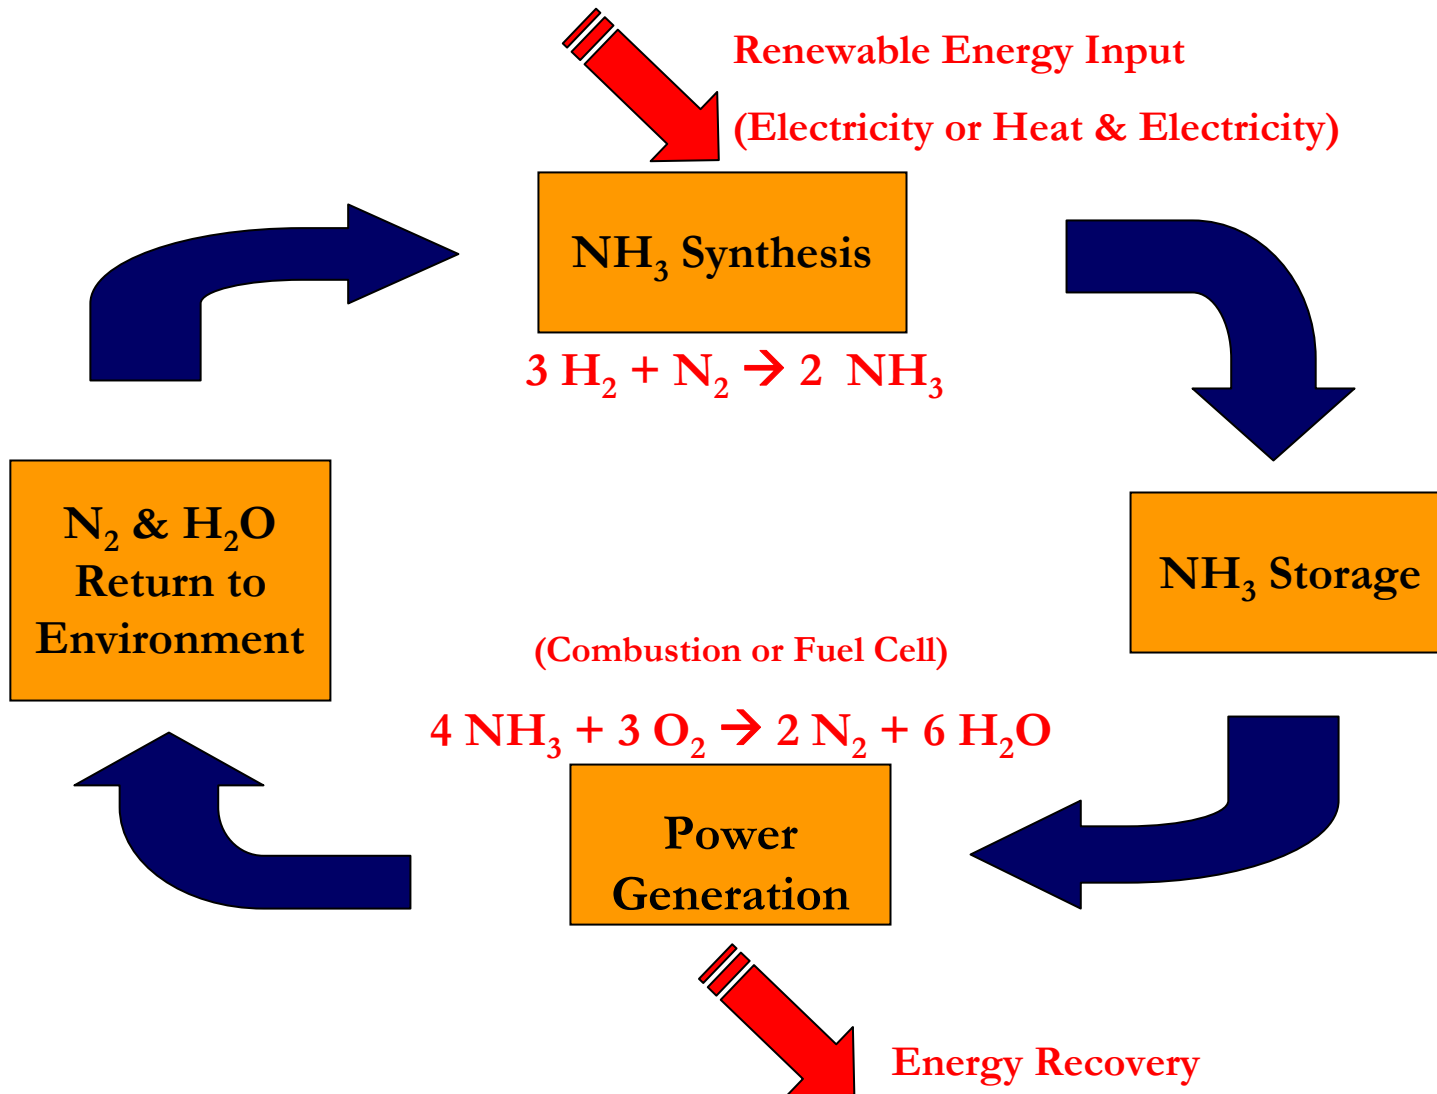 Renewable Energy Input
(Electricity or Heat & Electricity)
NH₃ Synthesis
3 H₂ + N₂ → 2 NH₃
N₂ & H₂O
Return to
Environment
NH₃ Storage
(Combustion or Fuel Cell)
4 NH₃ + 3 O₂ → 2 N₂ + 6 H₂O
Power
Generation
Energy Recovery